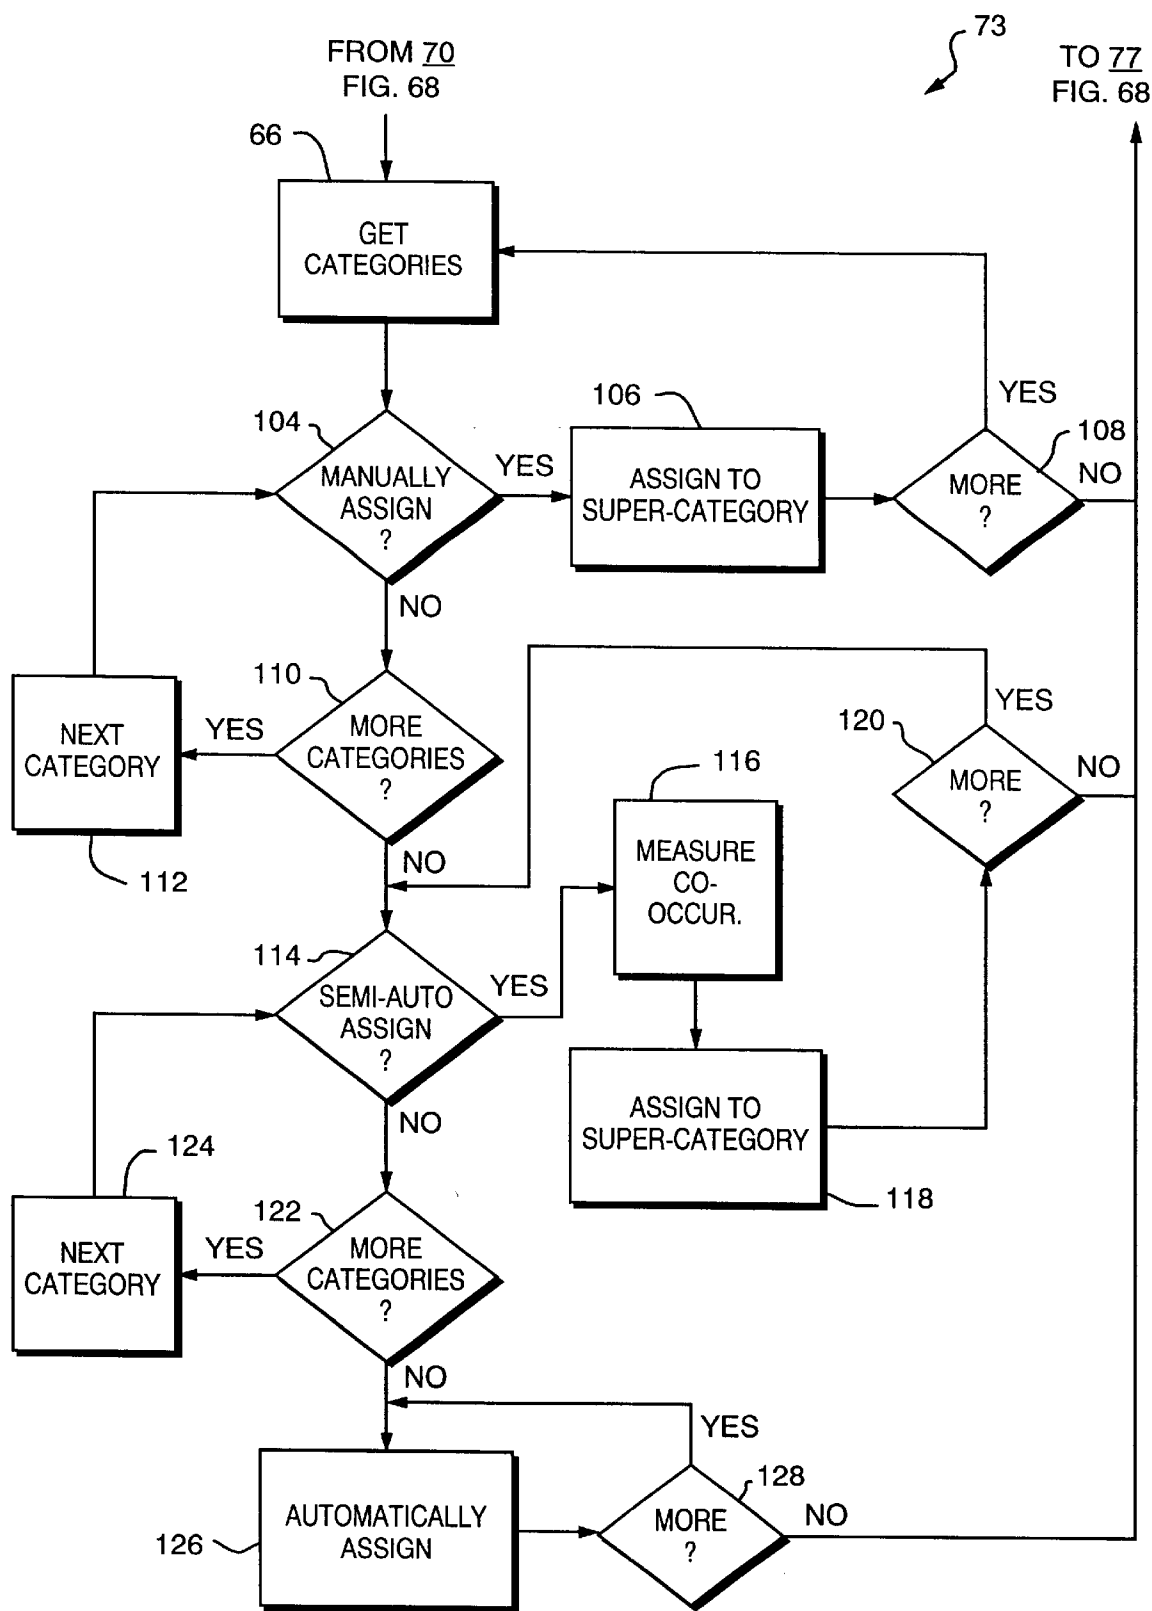 73
FROM 70
FIG. 68
TO 77
FIG. 68
66
GET
CATEGORIES
YES
104
MANUALLY
ASSIGN
?
YES
106
ASSIGN TO
SUPER-CATEGORY
108
MORE
?
NO
NO
110
MORE
CATEGORIES
?
YES
NEXT
CATEGORY
112
NO
YES
120
MORE
?
NO
116
MEASURE
CO-
OCCUR.
114
SEMI-AUTO
ASSIGN
?
YES
NO
ASSIGN TO
SUPER-CATEGORY
118
124
NEXT
CATEGORY
YES
122
MORE
CATEGORIES
?
NO
YES
AUTOMATICALLY
ASSIGN
126
128
MORE
?
NO